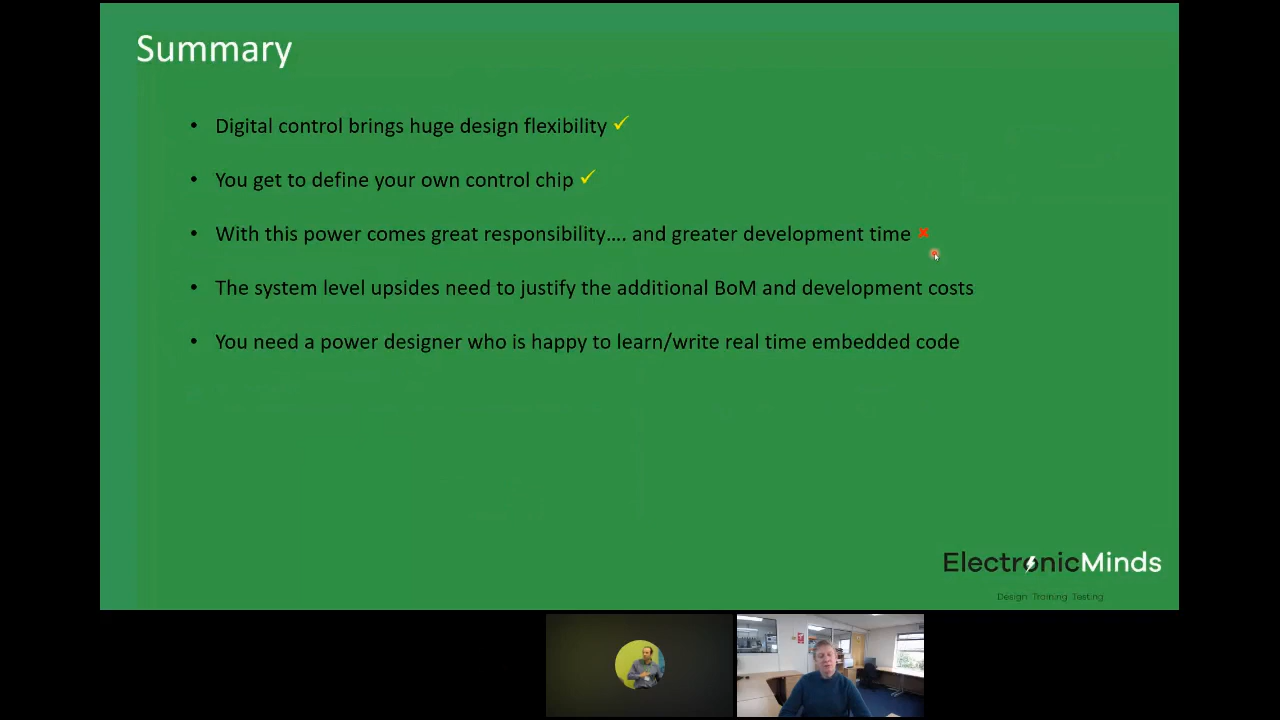 Summary
• Digital control brings huge design flexibility ✓
• You get to define your own control chip ✓
• With this power comes great responsibility.... and greater development time ×
• The system level upsides need to justify the additional BoM and development costs
• You need a power designer who is happy to learn/write real time embedded code
ElectronicMinds
Design Training Testing